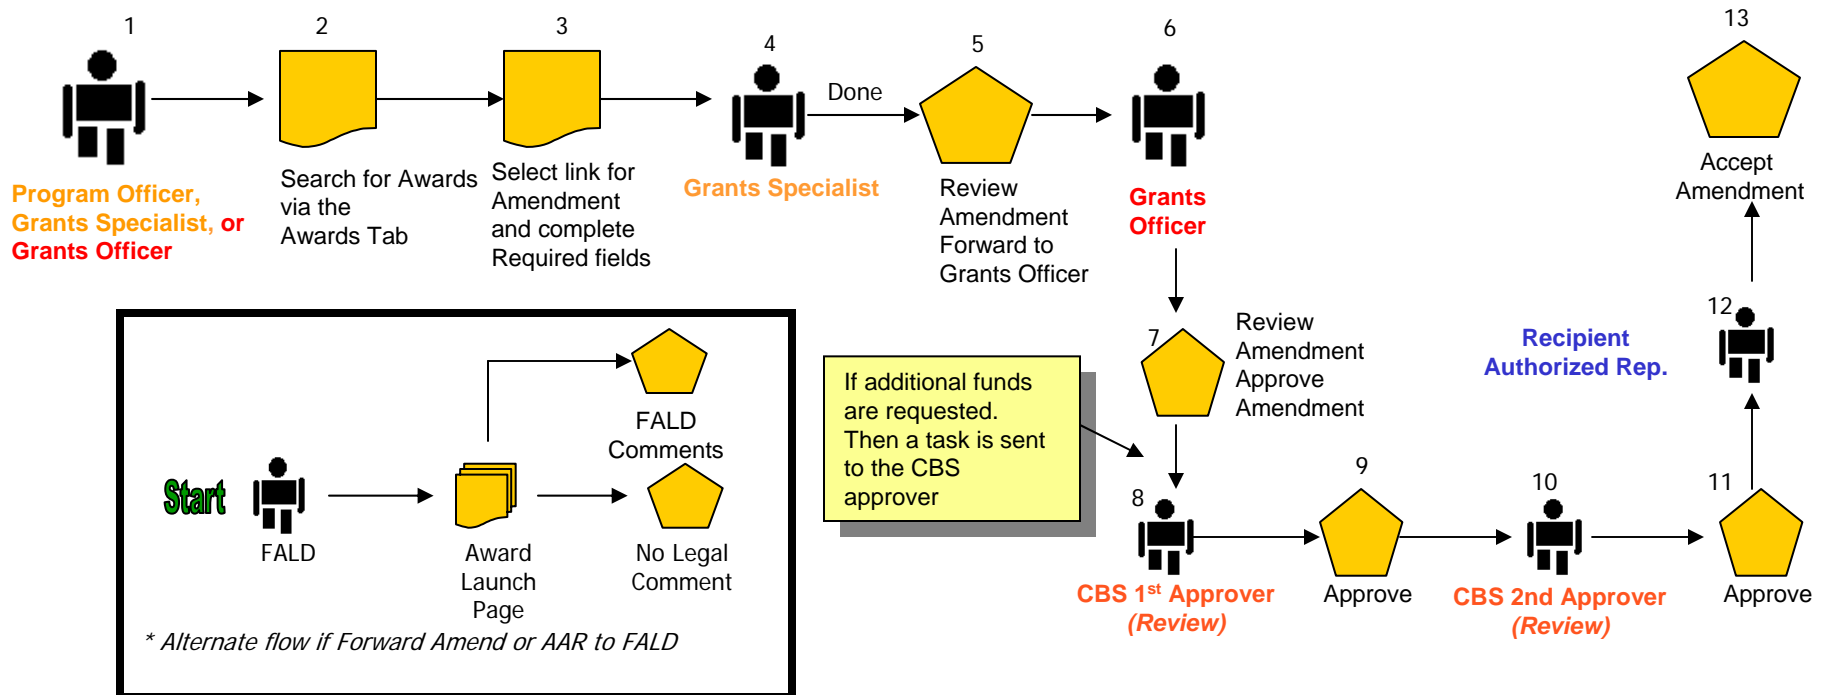 1
2
3
4
5
6
13
Done
Program Officer,
Grants Specialist, or
Grants Officer
Search for Awards
via the
Awards Tab
Select link for
Amendment
and complete
Required fields
Grants Specialist
Review
Amendment
Forward to
Grants Officer
Grants
Officer
Accept
Amendment
7
Review
Amendment
Approve
Amendment
If additional funds
are requested.
Then a task is sent
to the CBS
approver
8
CBS 1st Approver
(Review)
9
Approve
10
CBS 2nd Approver
(Review)
11
Approve
12
Recipient
Authorized Rep.
Start
FALD
Award
Launch
Page
FALD
Comments
No Legal
Comment
* Alternate flow if Forward Amend or AAR to FALD